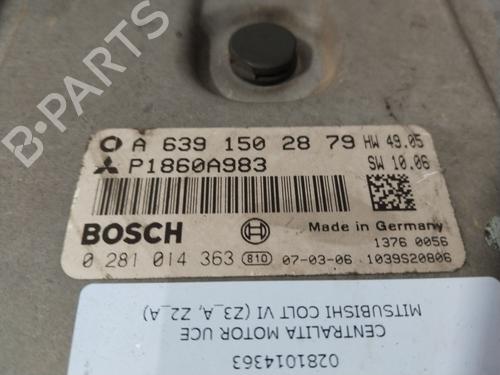 A 639 150 28 79 HW 49.05
P1860A983 SW 10.06
BOSCH Made in Germany
1376 0056
0 281 014 363 810 07-03-06 1039S20806
0281014363
CENTRALITA MOTOR UCE
MITSUBISHI COLT VI (Z3_A, Z2_A)
B-PARTS